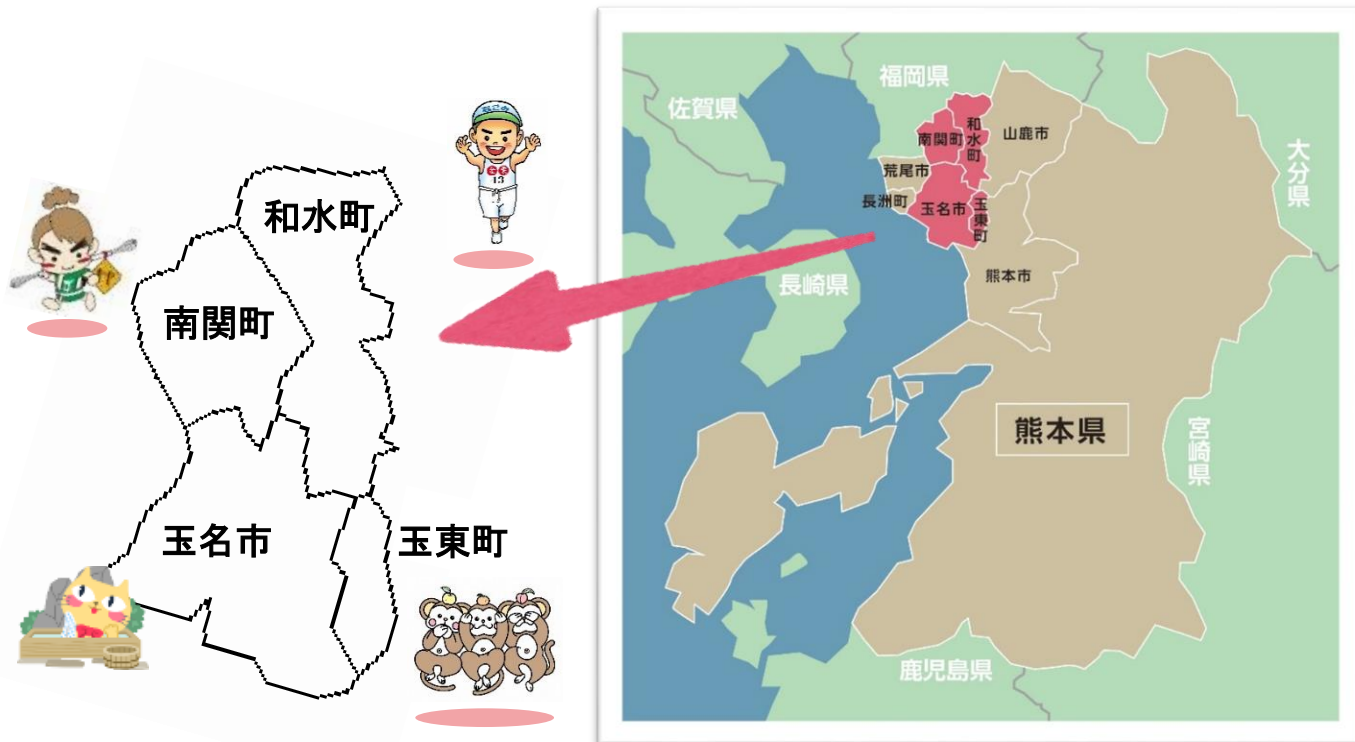 和水町
南関町
玉名市
玉東町
13
佐賀県
福岡県
大分県
長崎県
宮崎県
鹿児島県
熊本県
南関町
和水町
山鹿市
荒尾市
長洲町
玉名市
玉東町
熊本市